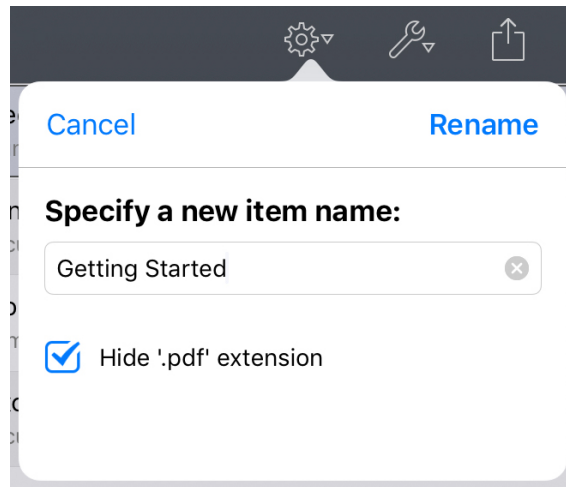 Cancel
Rename
Specify a new item name:
Getting Started
Hide '.pdf' extension